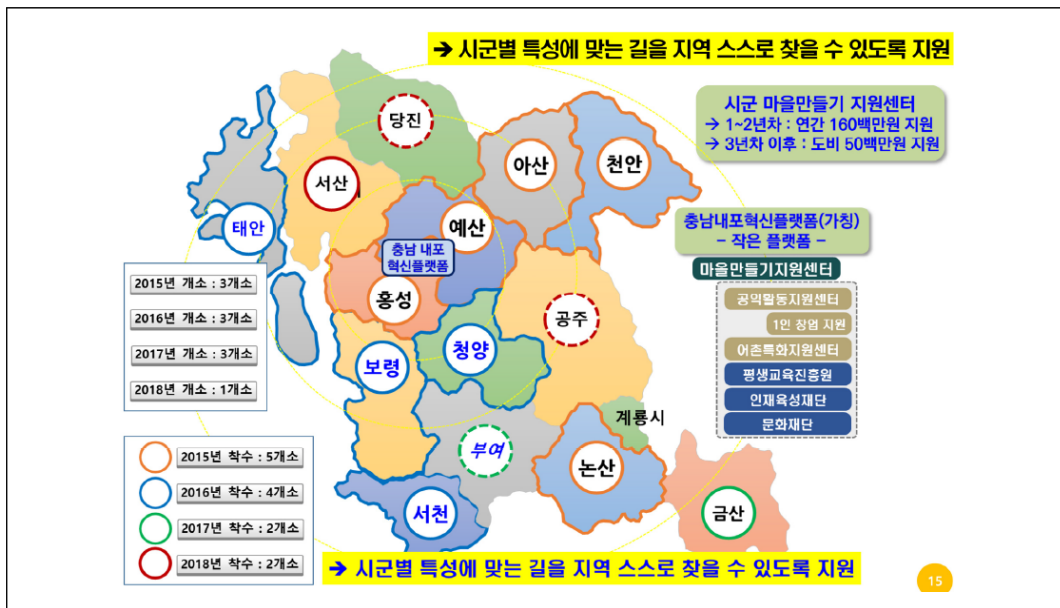 ➔ 시군별 특성에 맞는 길을 지역 스스로 찾을 수 있도록 지원
시군 마을만들기 지원센터
➔ 1~2년차 : 연간 160백만원 지원
➔ 3년차 이후 : 도비 50백만원 지원
당진
아산
천안
서산
태안
예산
충남 내포
혁신플랫폼
홍성
공주
보령
청양
계룡시
부여
논산
서천
금산
충남내포혁신플랫폼(가칭)
– 작은 플랫폼 –
마을만들기지원센터
공익활동지원센터
1인 창업 지원
어촌특화지원센터
평생교육진흥원
인재육성재단
문화재단
2015년 개소 : 3개소
2016년 개소 : 3개소
2017년 개소 : 3개소
2018년 개소 : 1개소
2015년 착수 : 5개소
2016년 착수 : 4개소
2017년 착수 : 2개소
2018년 착수 : 2개소
➔ 시군별 특성에 맞는 길을 지역 스스로 찾을 수 있도록 지원
15